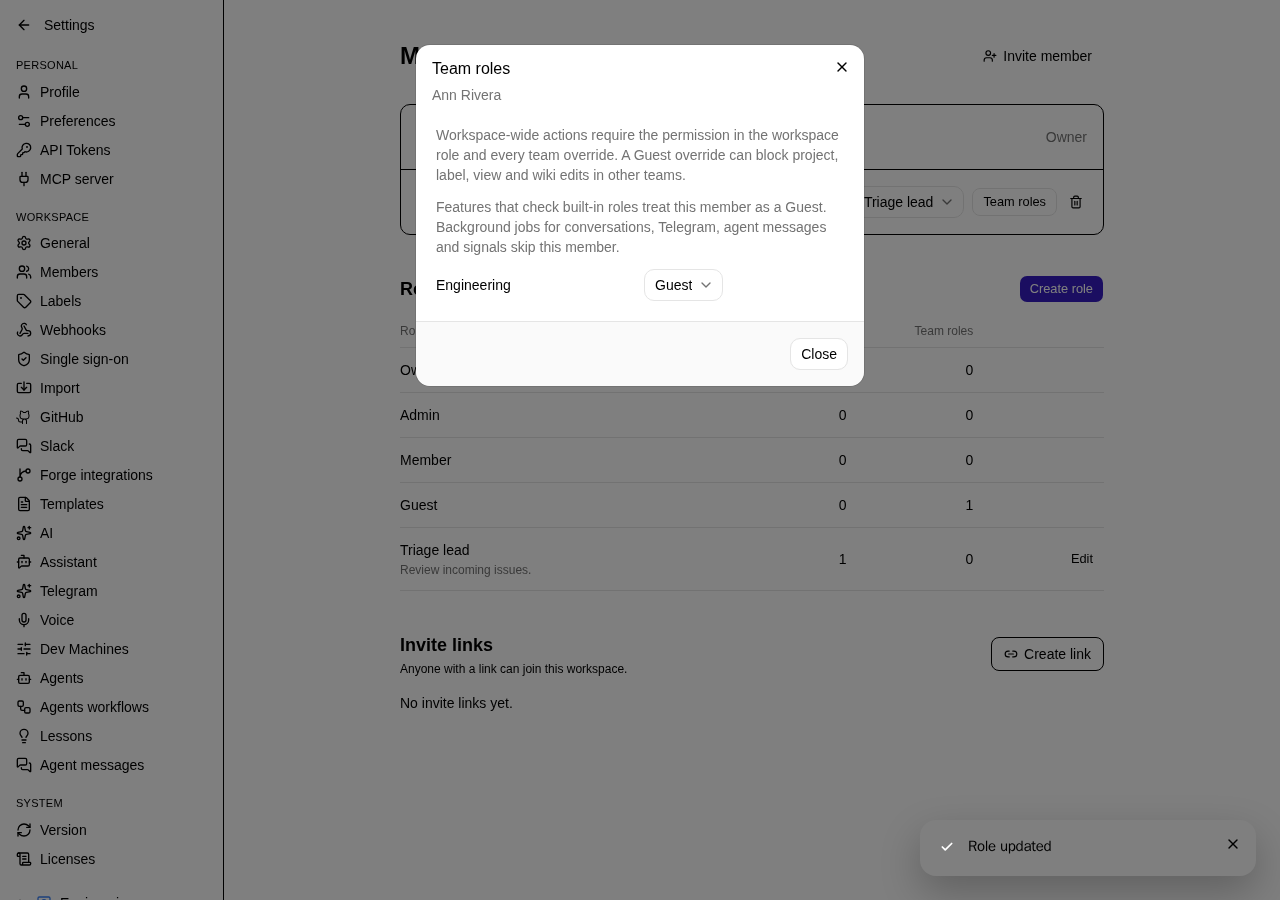 Settings
PERSONAL
Profile
Preferences
API Tokens
MCP server
WORKSPACE
General
Members
Labels
Webhooks
Single sign-on
Import
GitHub
Slack
Forge integrations
Templates
AI
Assistant
Telegram
Voice
Dev Machines
Agents
Agents workflows
Lessons
Agent messages
SYSTEM
Version
Licenses
Invite member
Owner
Triage lead
Team roles
Team roles
Ann Rivera
Workspace-wide actions require the permission in the workspace
role and every team override. A Guest override can block project,
label, view and wiki edits in other teams.
Features that check built-in roles treat this member as a Guest.
Background jobs for conversations, Telegram, agent messages
and signals skip this member.
Engineering
Guest
Close
Create role
Team roles
0
Admin 0 0
Member 0 0
Guest 0 1
Triage lead 1 0 Edit
Review incoming issues.
Invite links
Anyone with a link can join this workspace.
Create link
No invite links yet.
Role updated